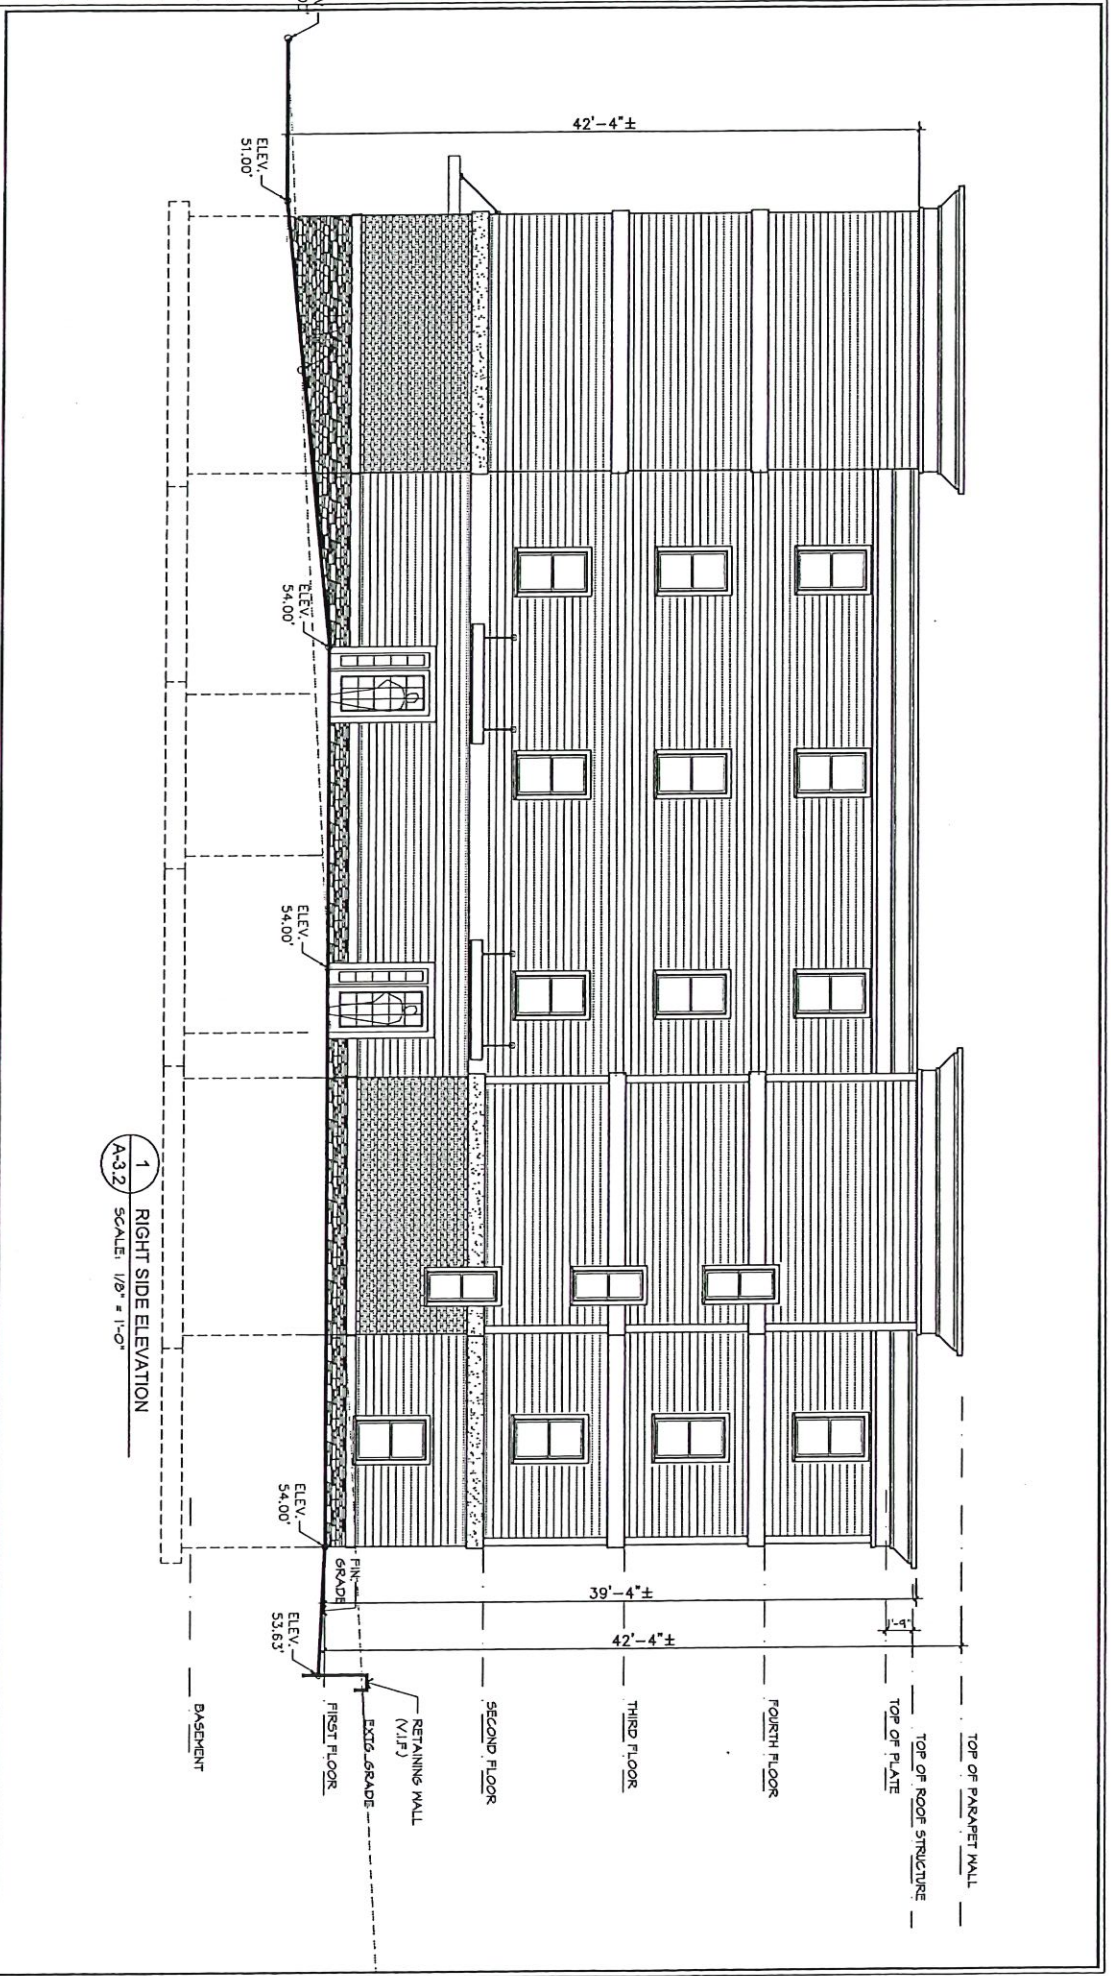 42'-4"±
ELEV.
51.00'
ELEV.
54.00'
ELEV.
54.00'
ELEV.
54.00'
ELEV.
53.63'
FIN.
GRADE
39'-4"±
42'-4"±
1'-9"
TOP OF PARAPET WALL
TOP OF ROOF STRUCTURE
TOP OF PLATE
FOURTH FLOOR
THIRD FLOOR
SECOND FLOOR
RETAINING WALL
(V.I.F.)
EXTG. GRADE
FIRST FLOOR
BASEMENT
1
A-3.2
RIGHT SIDE ELEVATION
SCALE: 1/8" = 1'-0"